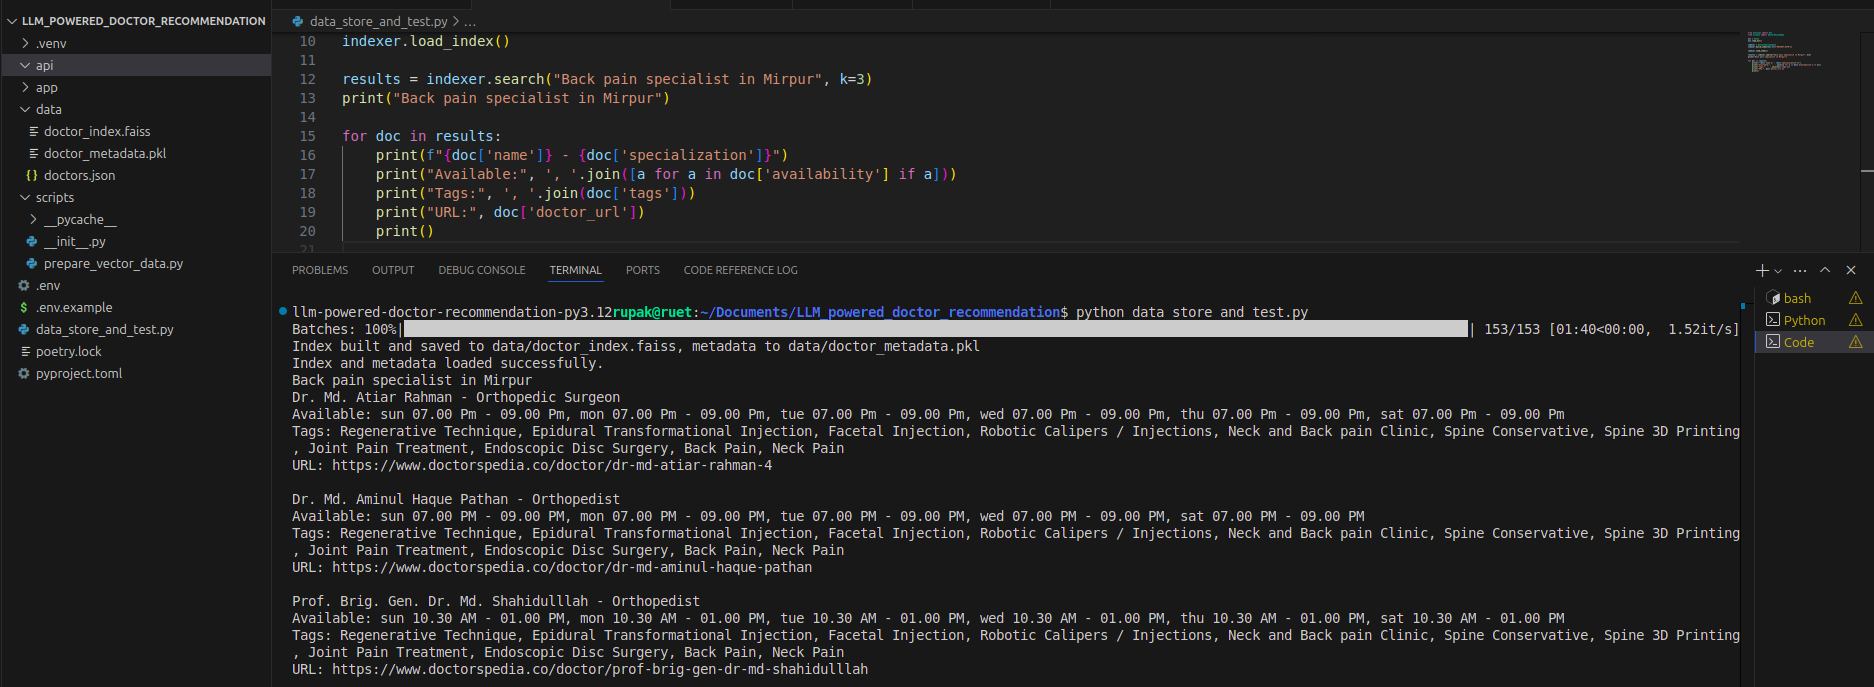 LLM_POWERED_DOCTOR_RECOMMENDATION
.venv
api
app
data
doctor_index.faiss
doctor_metadata.pkl
{} doctors.json
scripts
__pycache__
__init__.py
prepare_vector_data.py
.env
$ .env.example
data_store_and_test.py
poetry.lock
pyproject.toml
data_store_and_test.py > ...
10 indexer.load_index()
11
12 results = indexer.search("Back pain specialist in Mirpur", k=3)
13 print("Back pain specialist in Mirpur")
14
15 for doc in results:
16 print(f"{doc['name']} - {doc['specialization']}")
17 print("Available:", ', '.join([a for a in doc['availability'] if a]))
18 print("Tags:", ', '.join(doc['tags']))
19 print("URL:", doc['doctor_url'])
20 print()
21
PROBLEMS OUTPUT DEBUG CONSOLE TERMINAL PORTS CODE REFERENCE LOG
llm-powered-doctor-recommendation-py3.12rupak@ruet:~/Documents/LLM_powered_doctor_recommendation$ python data store and test.py
Batches: 100%| | 153/153 [01:40<00:00, 1.52it/s]
Index built and saved to data/doctor_index.faiss, metadata to data/doctor_metadata.pkl
Index and metadata loaded successfully.
Back pain specialist in Mirpur
Dr. Md. Atiar Rahman - Orthopedic Surgeon
Available: sun 07.00 Pm - 09.00 Pm, mon 07.00 Pm - 09.00 Pm, tue 07.00 Pm - 09.00 Pm, wed 07.00 Pm - 09.00 Pm, thu 07.00 Pm - 09.00 Pm, sat 07.00 Pm - 09.00 Pm
Tags: Regenerative Technique, Epidural Transformational Injection, Facetal Injection, Robotic Calipers / Injections, Neck and Back pain Clinic, Spine Conservative, Spine 3D Printing
, Joint Pain Treatment, Endoscopic Disc Surgery, Back Pain, Neck Pain
URL: https://www.doctorspedia.co/doctor/dr-md-atiar-rahman-4
Dr. Md. Aminul Haque Pathan - Orthopedist
Available: sun 07.00 PM - 09.00 PM, mon 07.00 PM - 09.00 PM, tue 07.00 PM - 09.00 PM, wed 07.00 PM - 09.00 PM, sat 07.00 PM - 09.00 PM
Tags: Regenerative Technique, Epidural Transformational Injection, Facetal Injection, Robotic Calipers / Injections, Neck and Back pain Clinic, Spine Conservative, Spine 3D Printing
, Joint Pain Treatment, Endoscopic Disc Surgery, Back Pain, Neck Pain
URL: https://www.doctorspedia.co/doctor/dr-md-aminul-haque-pathan
Prof. Brig. Gen. Dr. Md. Shahidulllah - Orthopedist
Available: sun 10.30 AM - 01.00 PM, mon 10.30 AM - 01.00 PM, tue 10.30 AM - 01.00 PM, wed 10.30 AM - 01.00 PM, thu 10.30 AM - 01.00 PM, sat 10.30 AM - 01.00 PM
Tags: Regenerative Technique, Epidural Transformational Injection, Facetal Injection, Robotic Calipers / Injections, Neck and Back pain Clinic, Spine Conservative, Spine 3D Printing
, Joint Pain Treatment, Endoscopic Disc Surgery, Back Pain, Neck Pain
URL: https://www.doctorspedia.co/doctor/prof-brig-gen-dr-md-shahidulllah
bash
Python
Code